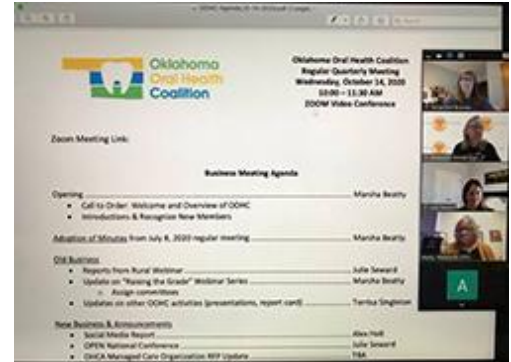 Oklahoma
Oral Health
Coalition
Oklahoma Oral Health Coalition
Regular Quarterly Meeting
Wednesday, October 14, 2020
10:00 – 11:30 AM
ZOOM Video Conference
Zoom Meeting Link:
Business Meeting Agenda
Opening Marsha Beatty
• Call to Order: Welcome and Overview of OOHC
• Introductions & Recognize New Members
Adoption of Minutes from July 8, 2020 regular meeting Marsha Beatty
Old Business
• Reports from Rural Webinar Julie Seward
• Update on "Raising the Grade" Webinar Series Marsha Beatty
o Assign committees
• Updates on other OOHC activities (presentations, report card) Terrisa Singleton
New Business & Announcements
• Social Media Report Alex Holt
• OPEN National Conference Julie Seward
• OHCA Managed Care Organization RFP Update TBA
A